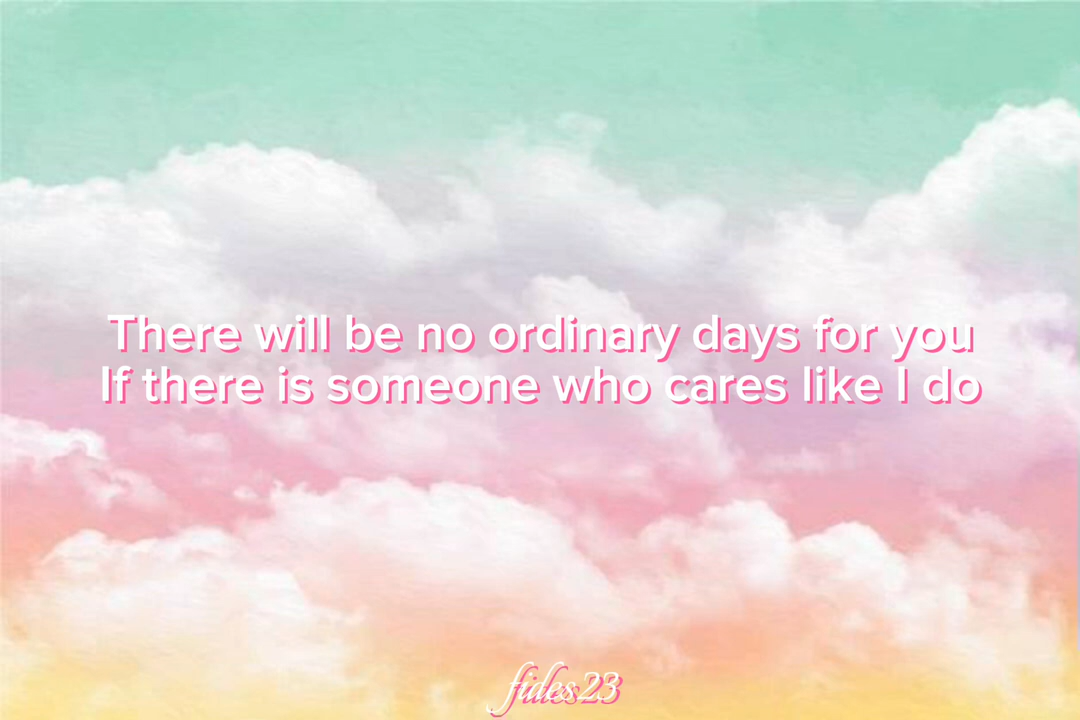 There will be no ordinary days for you
If there is someone who cares like I do
fides23